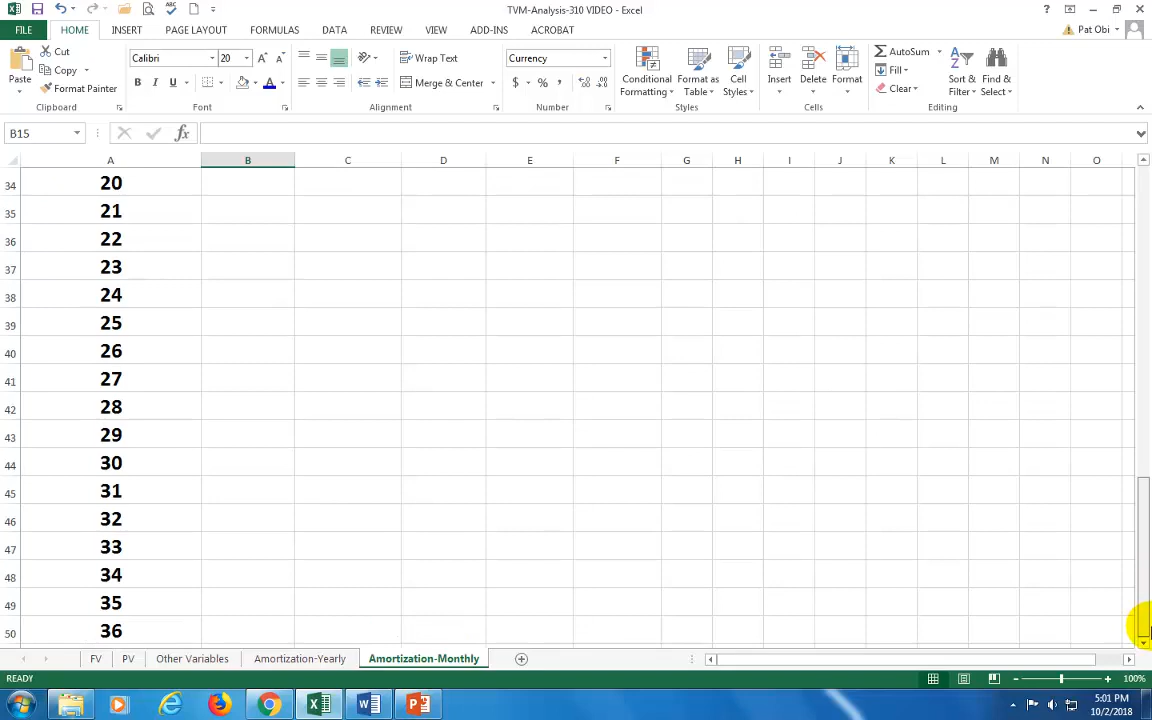 TVM-Analysis-310 VIDEO - Excel
FILE HOME INSERT PAGE LAYOUT FORMULAS DATA REVIEW VIEW ADD-INS ACROBAT Pat Obi
Paste Cut Copy Format Painter Clipboard
Calibri 20 B I U Font
Wrap Text Merge & Center Alignment
Currency $ % , Number
Conditional Formatting Format as Table Cell Styles Styles
Insert Delete Format Cells
AutoSum Fill Clear Sort & Filter Find & Select Editing
B15 fx
A B C D E F G H I J K L M N O
34 20
35 21
36 22
37 23
38 24
39 25
40 26
41 27
42 28
43 29
44 30
45 31
46 32
47 33
48 34
49 35
50 36
FV PV Other Variables Amortization-Yearly Amortization-Monthly
READY 100%
5:01 PM
10/2/2018